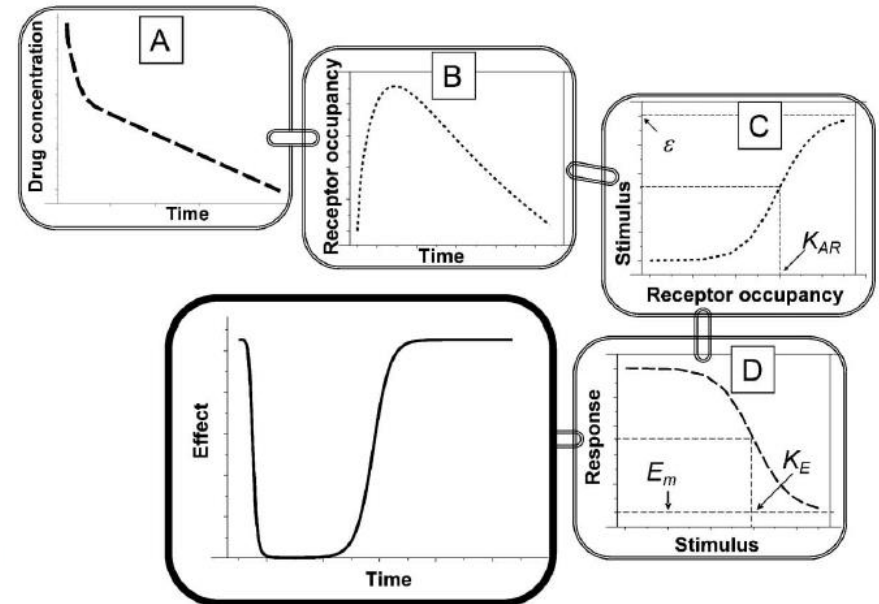 A
Drug concentration
Time
B
Receptor occupancy
Time
C
ε
Stimulus
K_AR
Receptor occupancy
D
Response
E_m
K_E
Stimulus
Effect
Time